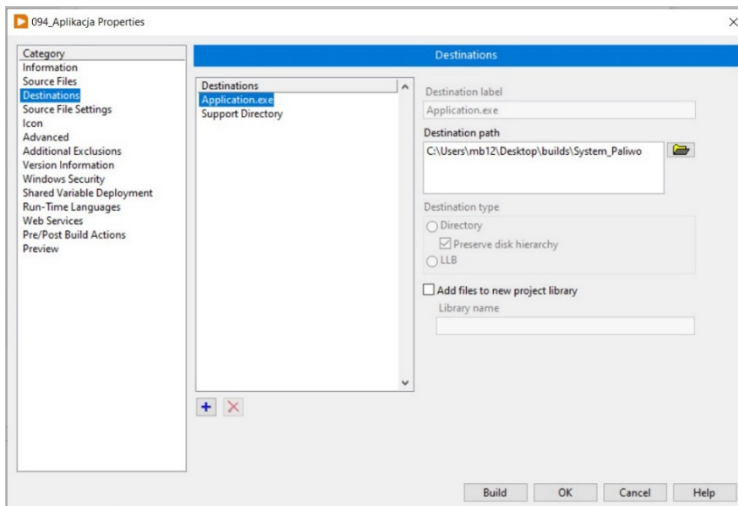 094_Aplikacja Properties
Category
Information
Source Files
Destinations
Source File Settings
Icon
Advanced
Additional Exclusions
Version Information
Windows Security
Shared Variable Deployment
Run-Time Languages
Web Services
Pre/Post Build Actions
Preview
Destinations
Destinations
Application.exe
Support Directory
Destination label
Application.exe
Destination path
C:\Users\mb12\Desktop\builds\System_Paliwo
Destination type
Directory
Preserve disk hierarchy
LLB
Add files to new project library
Library name
Build OK Cancel Help